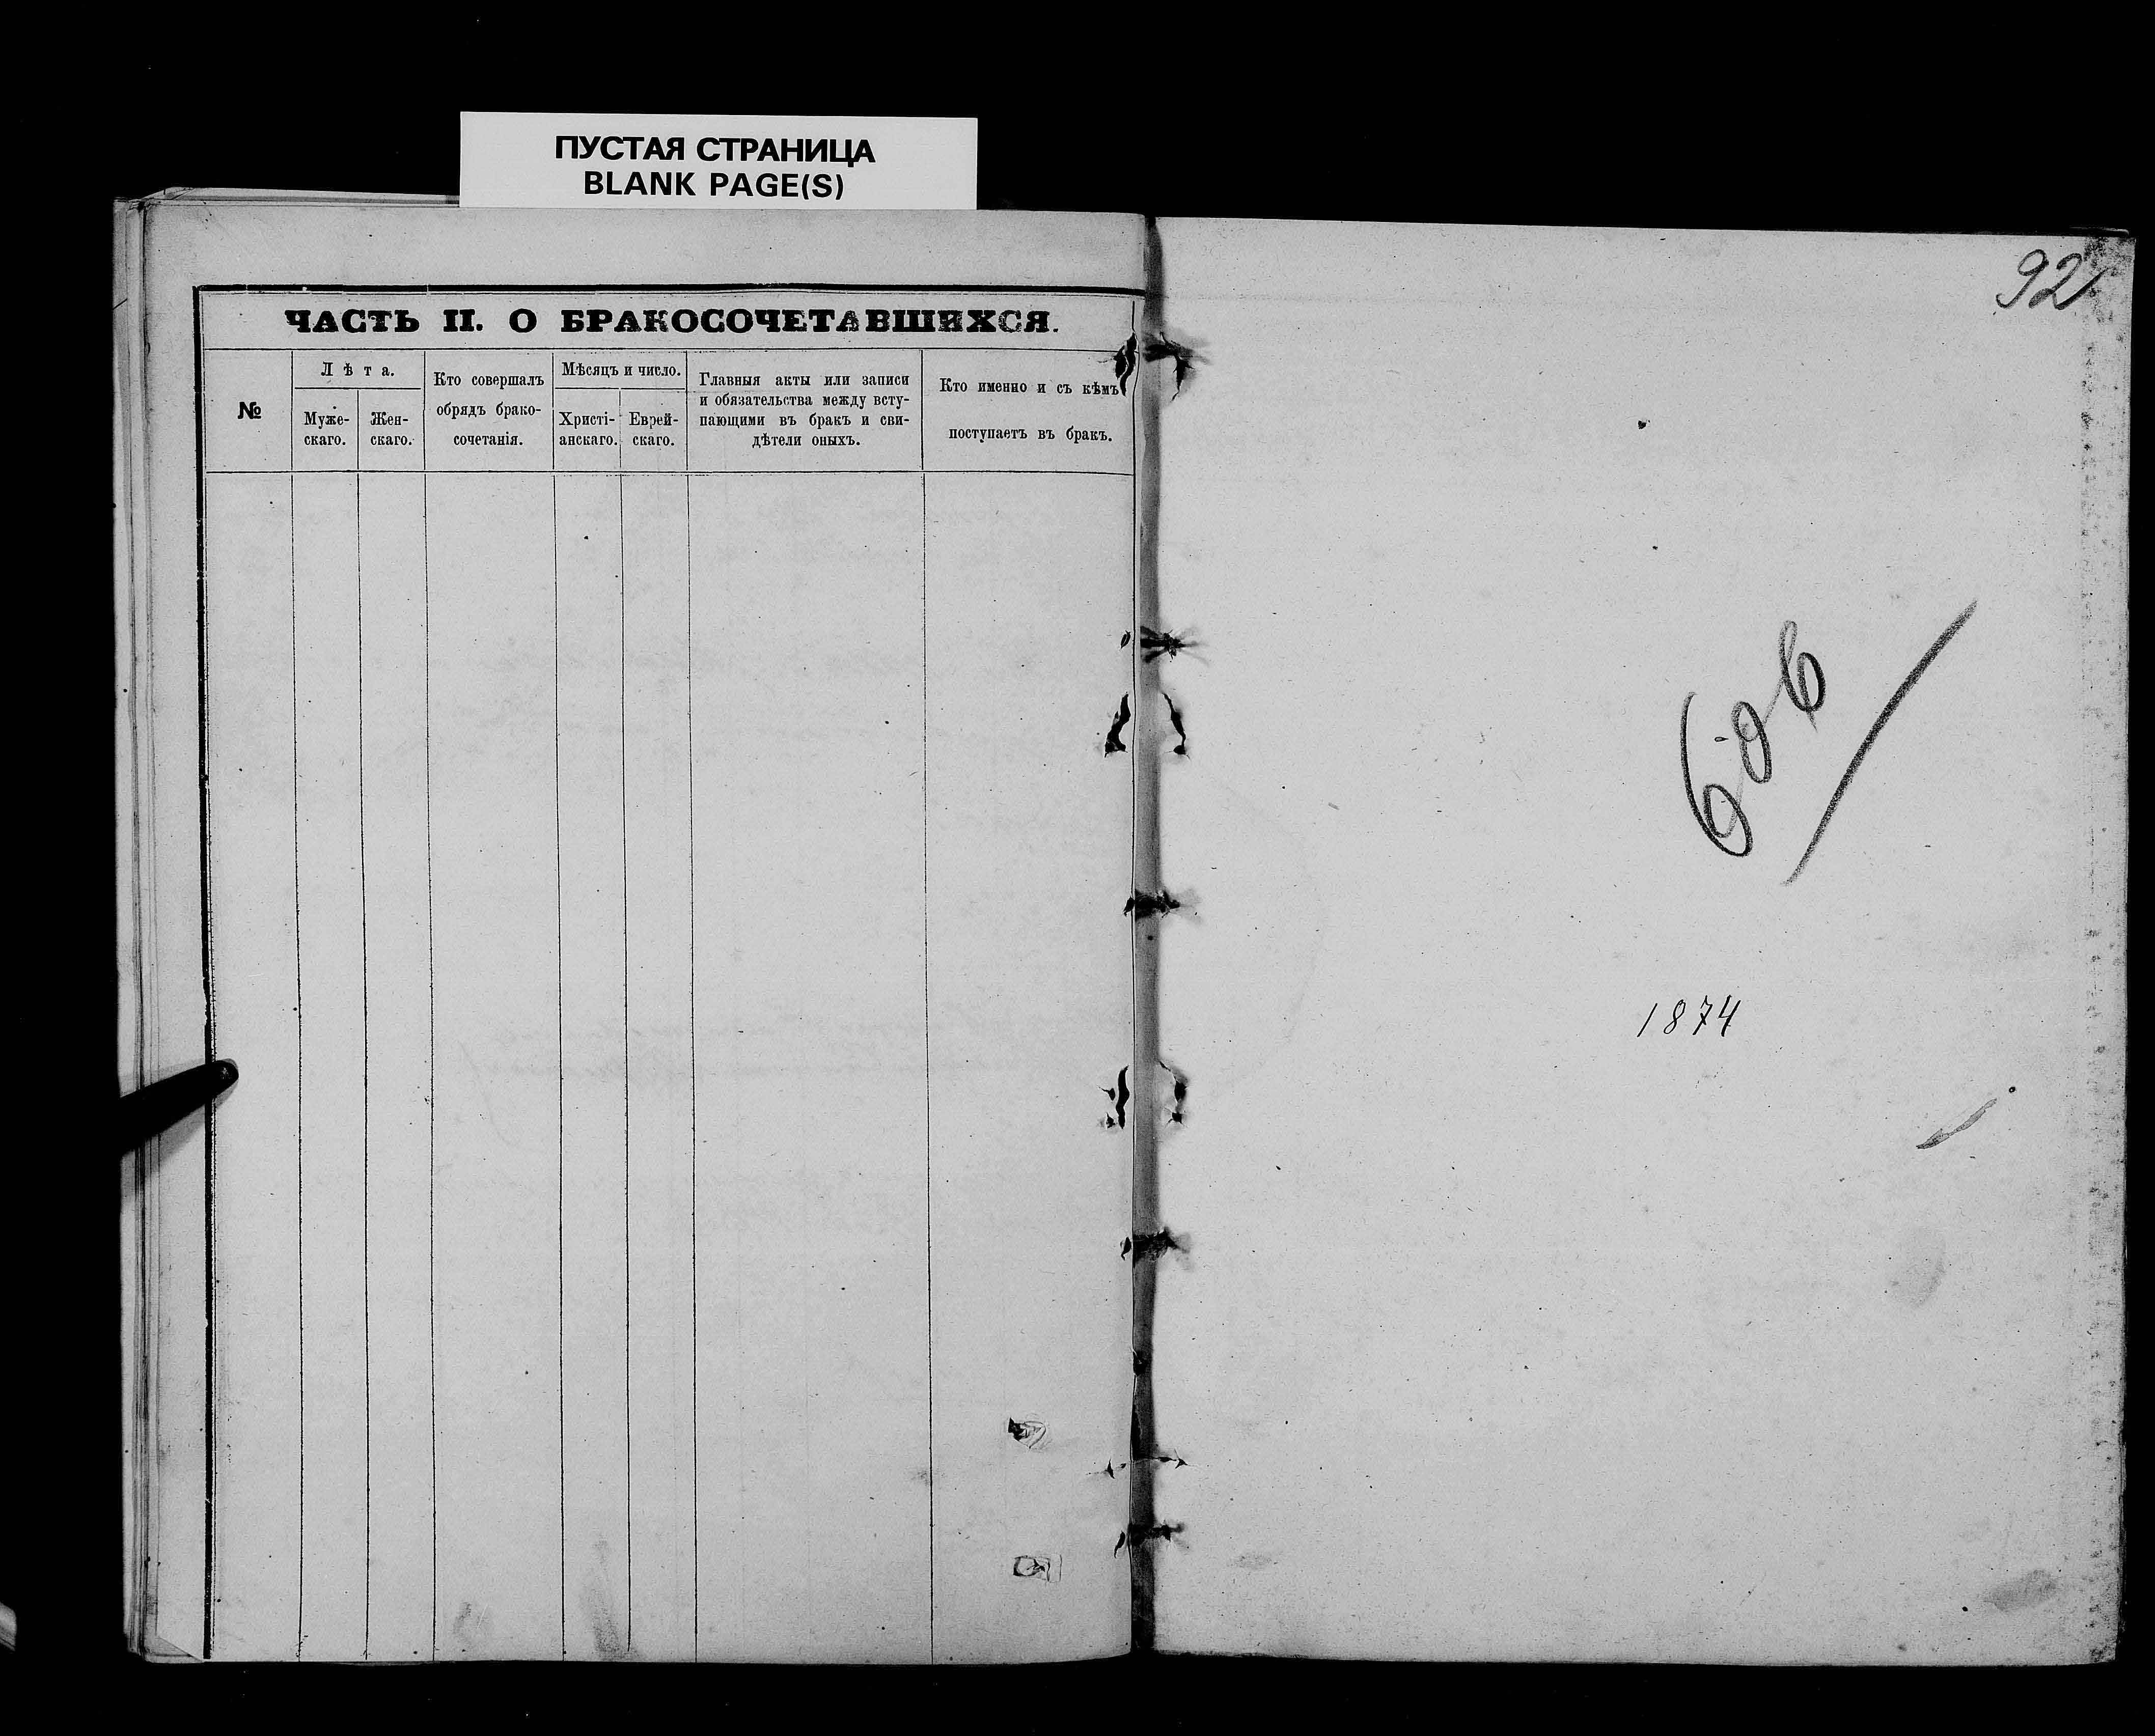 ПУСТАЯ СТРАНИЦА
BLANK PAGE(S)
ЧАСТЬ II. О БРАКОСОЧЕТАВШИХСЯ.
№
Лѣта.
Муже-
скаго.
Жен-
скаго.
Кто совершалъ
обрядъ брако-
сочетанія.
Мѣсяцъ и число.
Христі-
анскаго.
Еврей-
скаго.
Главныя акты или записи
и обязательства между всту-
пающими въ бракъ и сви-
дѣтели оныхъ.
Кто именно и съ кѣмъ
поступаетъ въ бракъ.
92
1874